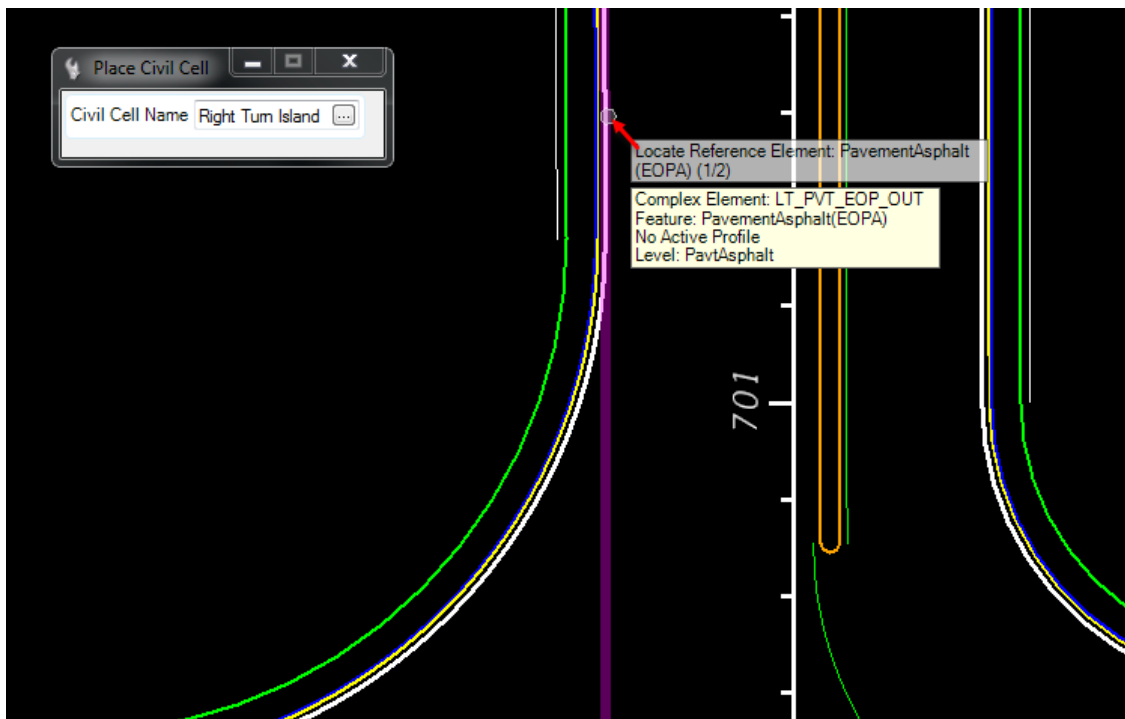 Place Civil Cell
Civil Cell Name Right Turn Island ...
Locate Reference Element: PavementAsphalt
(EOPA) (1/2)
Complex Element: LT_PVT_EOP_OUT
Feature: PavementAsphalt(EOPA)
No Active Profile
Level: PavtAsphalt
701